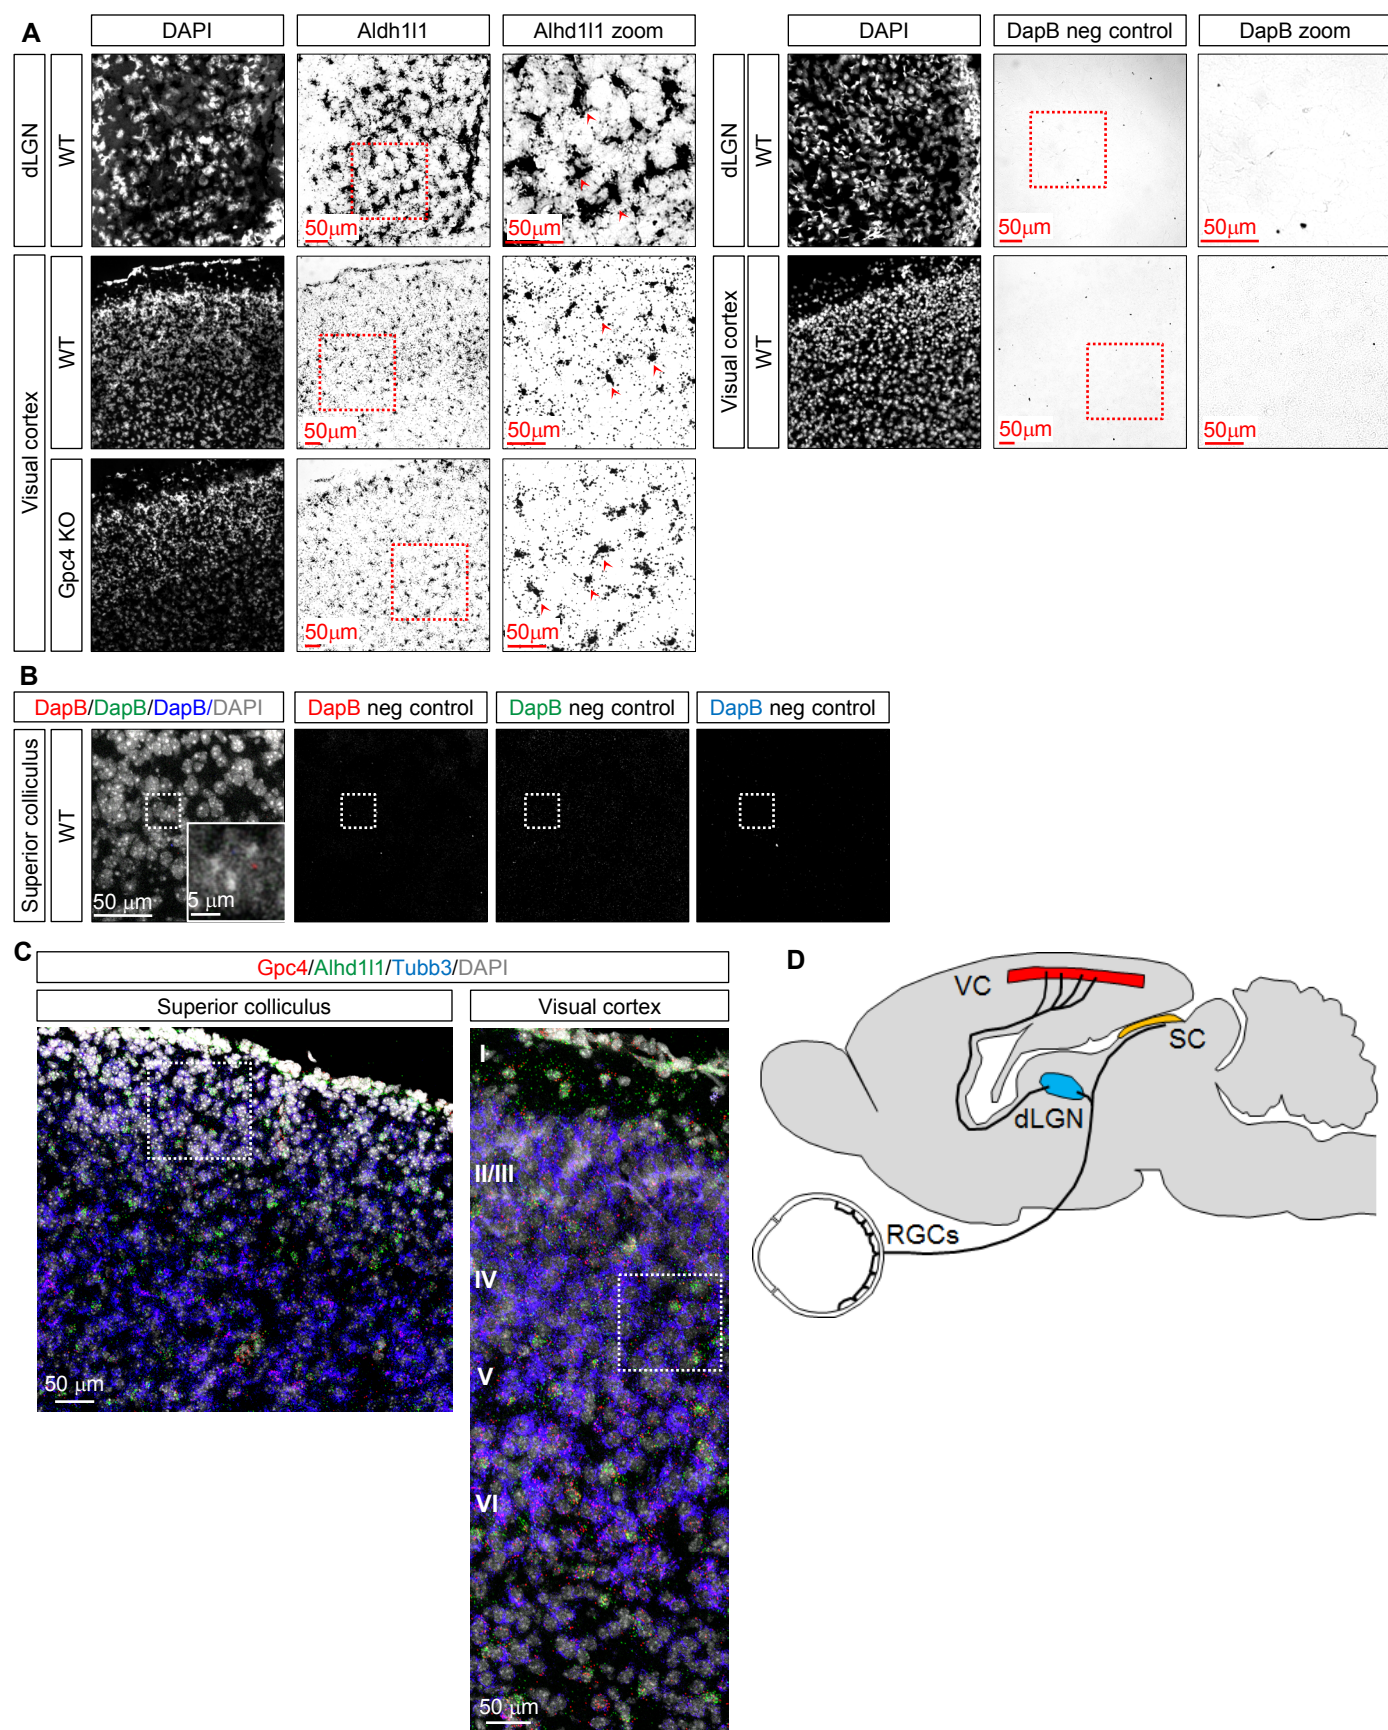 A
DAPI
Aldh1l1
Alhd1l1 zoom
DAPI
DapB neg control
DapB zoom
dLGN
WT
50µm
50µm
dLGN
WT
50µm
50µm
Visual cortex
WT
50µm
50µm
Visual cortex
WT
50µm
50µm
Gpc4 KO
50µm
50µm
B
DapB/DapB/DapB/DAPI
DapB neg control
DapB neg control
DapB neg control
Superior colliculus
WT
50 µm
5 µm
C
Gpc4/Alhd1l1/Tubb3/DAPI
Superior colliculus
Visual cortex
I
II/III
IV
V
VI
50 µm
50 µm
D
VC
SC
dLGN
RGCs